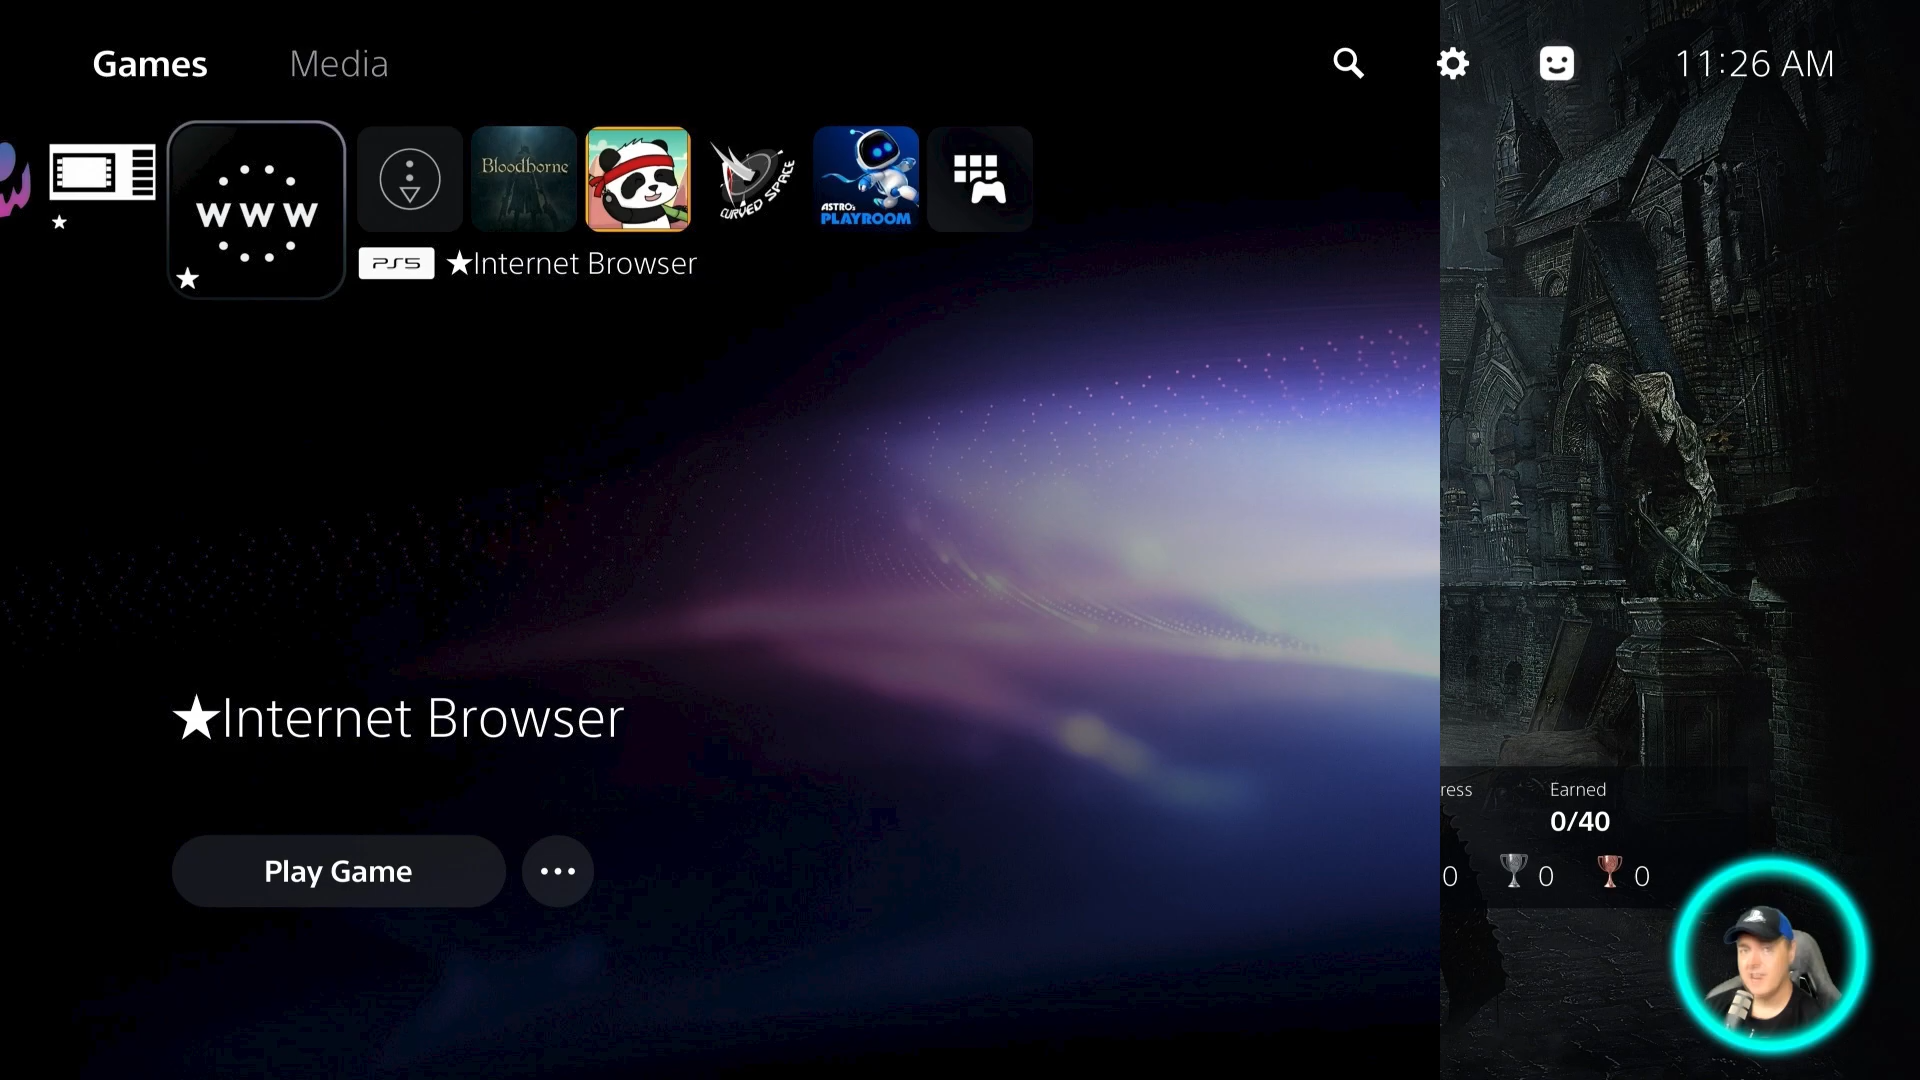 Games
Media
11:26 AM
WWW
Bloodborne
CURVED SPACE
ASTRO's
PLAYROOM
PS5
★Internet Browser
★Internet Browser
Play Game
ress
Earned
0/40
0
0
0